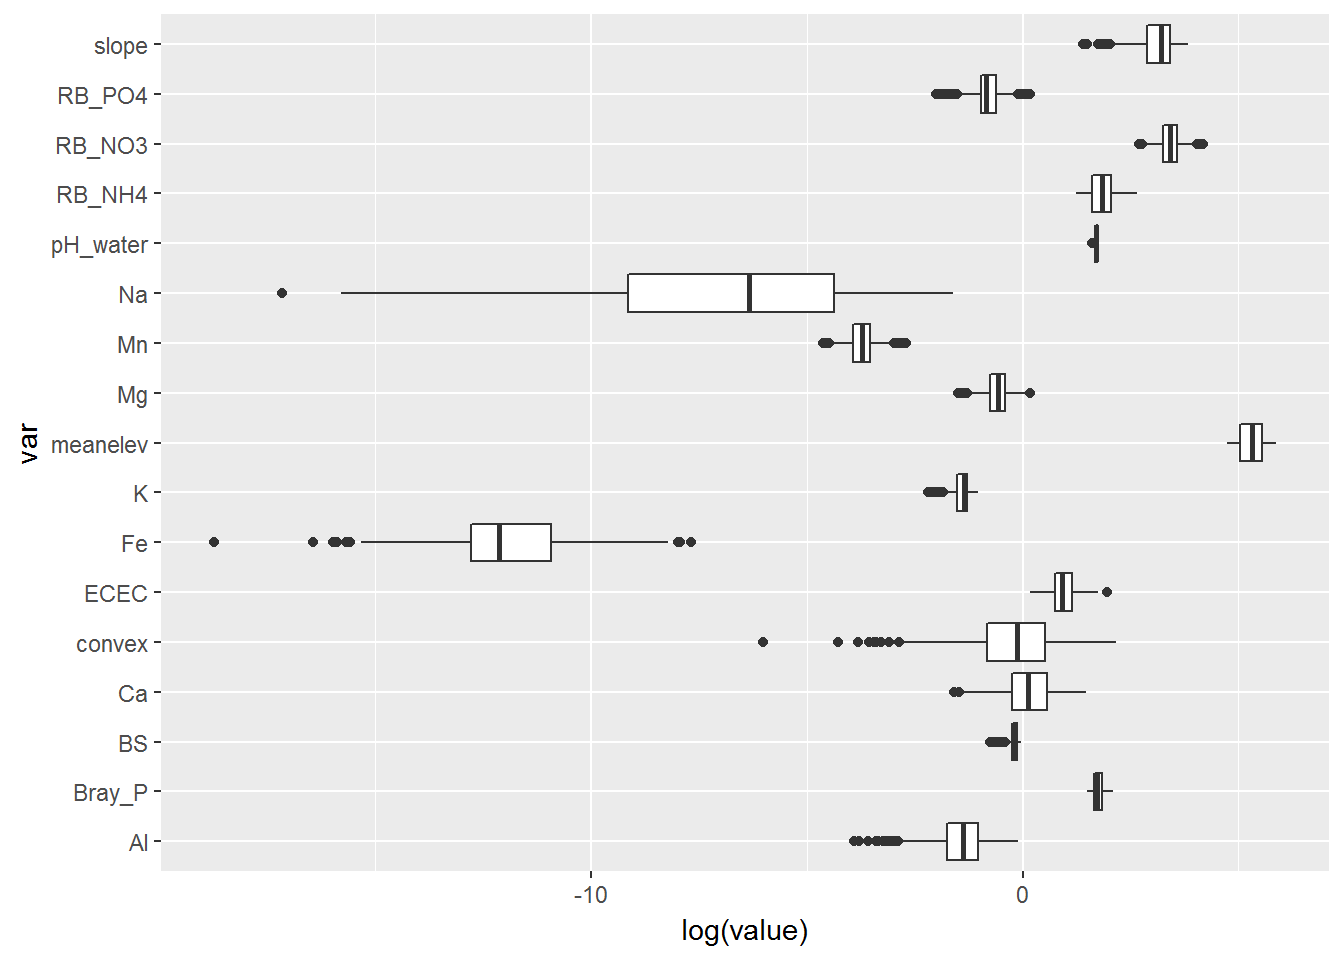 slope
RB_PO4
RB_NO3
RB_NH4
pH_water
Na
Mn
Mg
meanelev
K
Fe
ECEC
convex
Ca
BS
Bray_P
Al
var
-10
0
log(value)